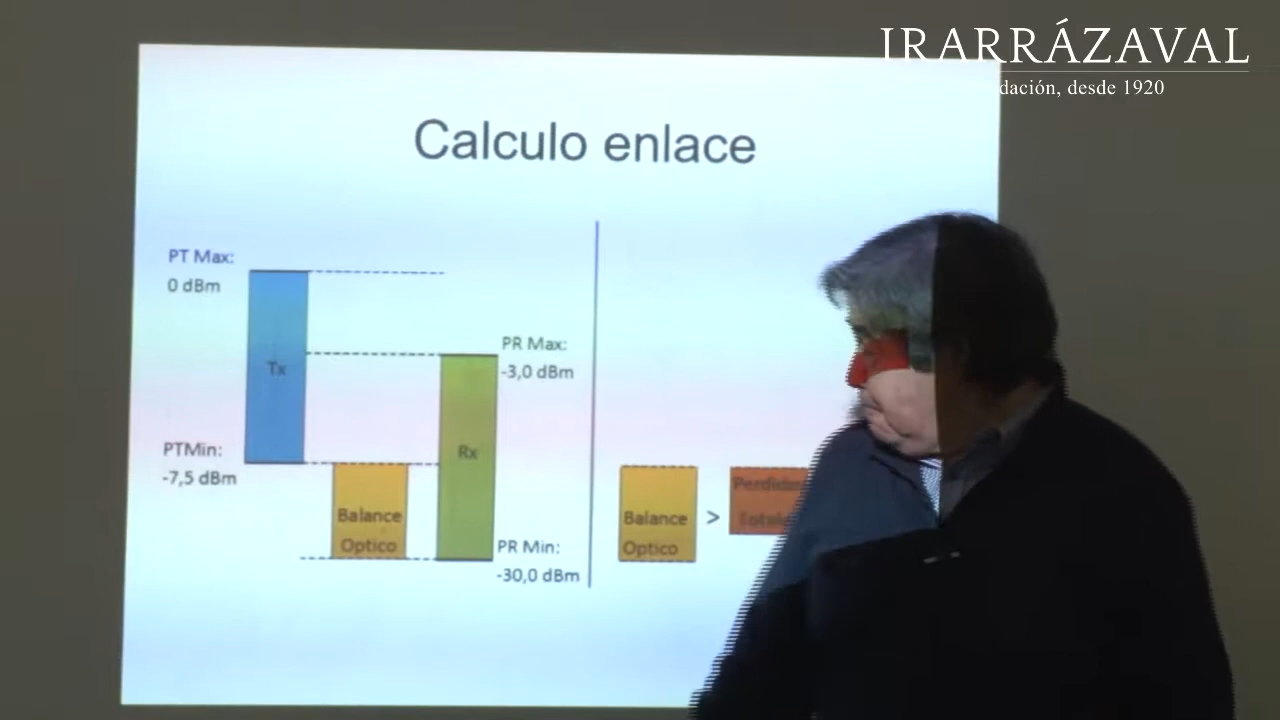 IRARRÁZAVAL
dación, desde 1920
Calculo enlace
PT Max:
0 dBm
Tx
PR Max:
-3,0 dBm
Rx
PTMin:
-7,5 dBm
Balance
Optico
PR Min:
-30,0 dBm
Balance
Optico
>